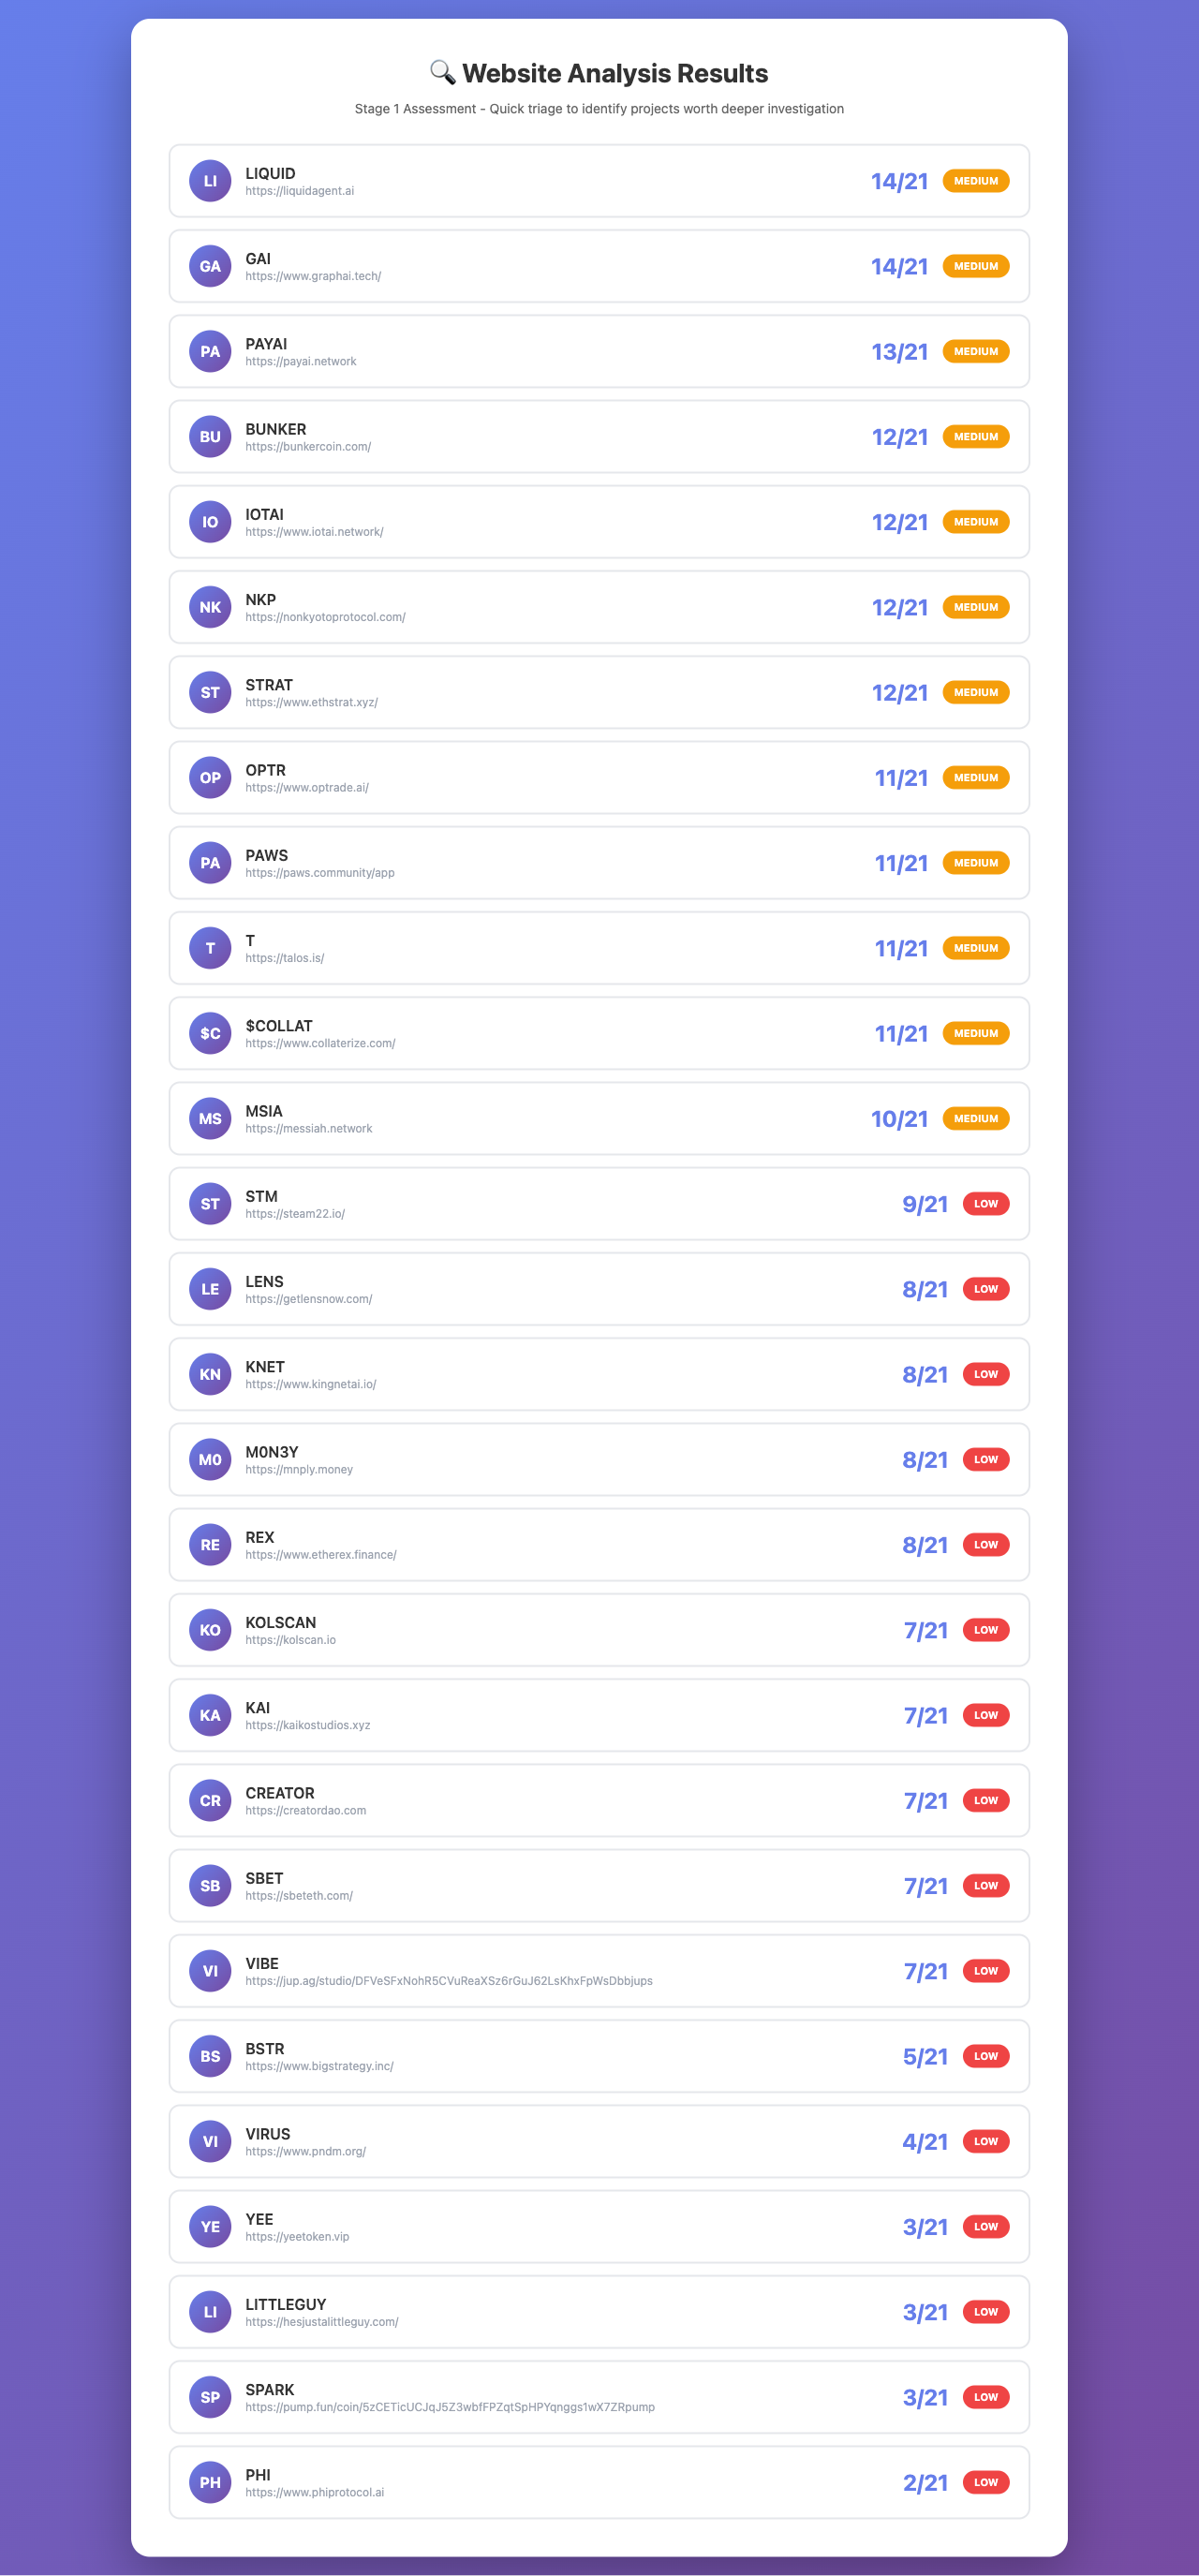 🔍 Website Analysis Results
Stage 1 Assessment - Quick triage to identify projects worth deeper investigation
LI
LIQUID
https://liquidagent.ai
14/21
MEDIUM
GA
GAI
https://www.graphai.tech/
14/21
MEDIUM
PA
PAYAI
https://payai.network
13/21
MEDIUM
BU
BUNKER
https://bunkercoin.com/
12/21
MEDIUM
IO
IOTAI
https://www.iotai.network/
12/21
MEDIUM
NK
NKP
https://nonkyotoprotocol.com/
12/21
MEDIUM
ST
STRAT
https://www.ethstrat.xyz/
12/21
MEDIUM
OP
OPTR
https://www.optrade.ai/
11/21
MEDIUM
PA
PAWS
https://paws.community/app
11/21
MEDIUM
T
T
https://talos.is/
11/21
MEDIUM
$C
$COLLAT
https://www.collaterize.com/
11/21
MEDIUM
MS
MSIA
https://messiah.network
10/21
MEDIUM
ST
STM
https://steam22.io/
9/21
LOW
LE
LENS
https://getlensnow.com/
8/21
LOW
KN
KNET
https://www.kingnetai.io/
8/21
LOW
M0
M0N3Y
https://mnply.money
8/21
LOW
RE
REX
https://www.etherex.finance/
8/21
LOW
KO
KOLSCAN
https://kolscan.io
7/21
LOW
KA
KAI
https://kaikostudios.xyz
7/21
LOW
CR
CREATOR
https://creatordao.com
7/21
LOW
SB
SBET
https://sbeteth.com/
7/21
LOW
VI
VIBE
https://jup.ag/studio/DFVeSFxNohR5CVuReaXSz6rGuJ62LsKhxFpWsDbbjups
7/21
LOW
BS
BSTR
https://www.bigstrategy.inc/
5/21
LOW
VI
VIRUS
https://www.pndm.org/
4/21
LOW
YE
YEE
https://yeetoken.vip
3/21
LOW
LI
LITTLEGUY
https://hesjustalittleguy.com/
3/21
LOW
SP
SPARK
https://pump.fun/coin/5zCETicUCJqJ5Z3wbfFPZqtSpHPYqnggs1wX7ZRpump
3/21
LOW
PH
PHI
https://www.phiprotocol.ai
2/21
LOW